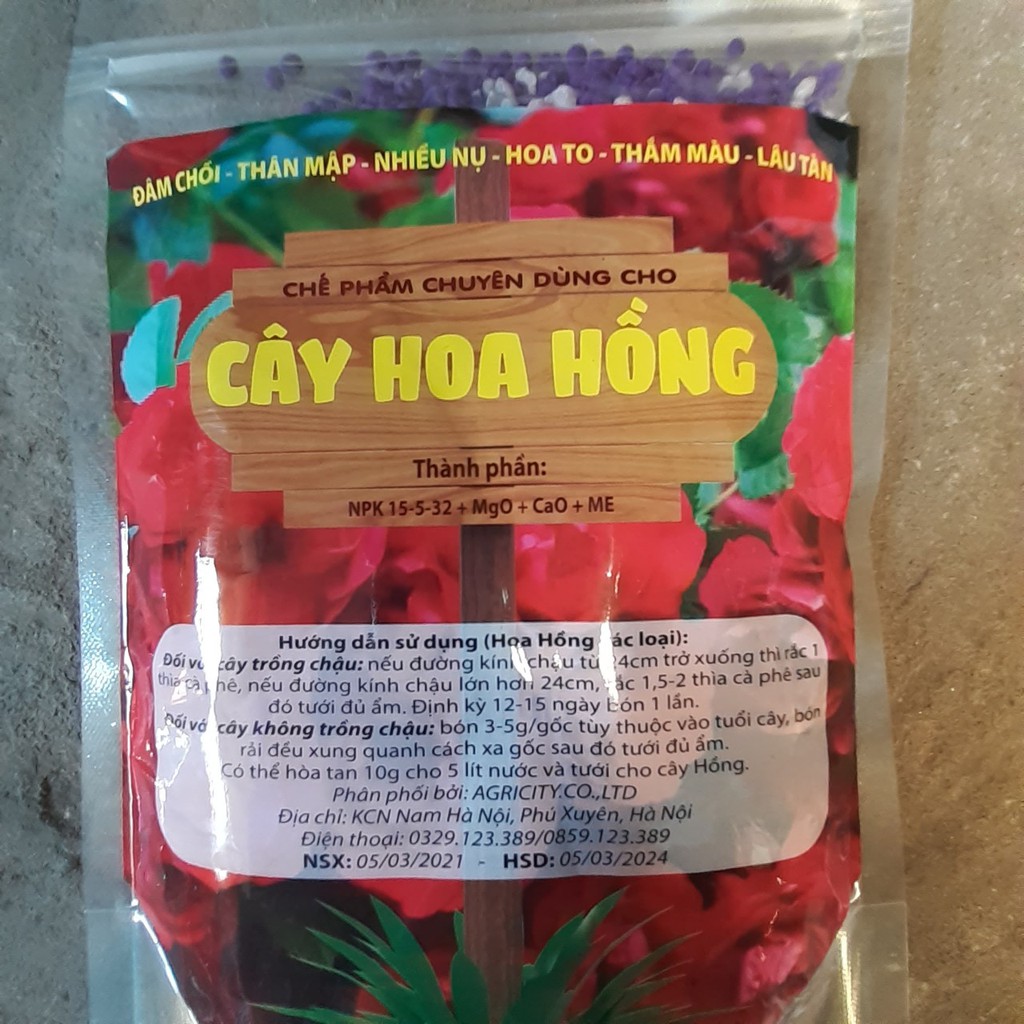 ĐÂM CHỒI - THÂN MẬP - NHIỀU NỤ - HOA TO - THẮM MÀU - LÂU TÀN
CHẾ PHẨM CHUYÊN DÙNG CHO
CÂY HOA HỒNG
Thành phần:
NPK 15-5-32 + MgO + CaO + ME
Hướng dẫn sử dụng (Hoa Hồng các loại):
Đối với cây trồng chậu: nếu đường kính chậu từ 24cm trở xuống thì rắc 1
thìa cà phê, nếu đường kính chậu lớn hơn 24cm, rắc 1,5-2 thìa cà phê sau
đó tưới đủ ẩm. Định kỳ 12-15 ngày bón 1 lần.
Đối với cây không trồng chậu: bón 3-5g/gốc tùy thuộc vào tuổi cây, bón
rải đều xung quanh cách xa gốc sau đó tưới đủ ẩm.
Có thể hòa tan 10g cho 5 lít nước và tưới cho cây Hồng.
Phân phối bởi: AGRICITY.CO.,LTD
Địa chỉ: KCN Nam Hà Nội, Phú Xuyên, Hà Nội
Điện thoại: 0329.123.389/0859.123.389
NSX: 05/03/2021 - HSD: 05/03/2024